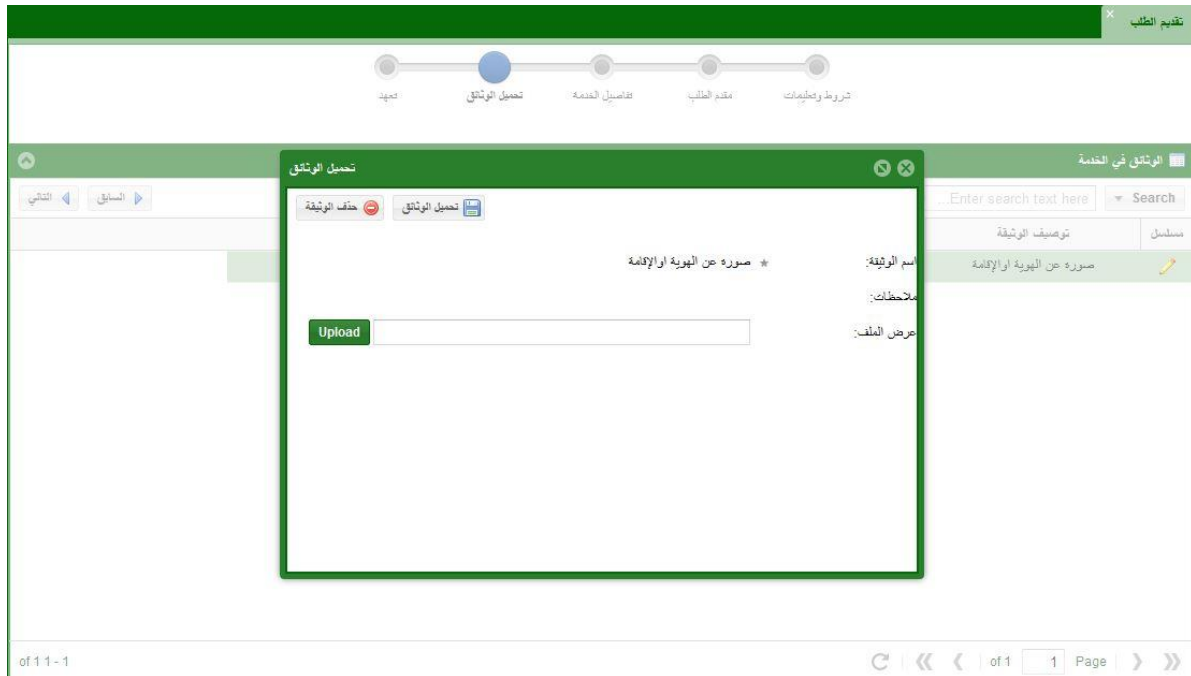 تقديم الطلب
شروط وتعليمات
مقدم الطلب
تفاصيل الخدمة
تحميل الوثائق
تعهد
الوثائق في الخدمة
Search
Enter search text here...
السابق
التالي
مسلسل
توصيف الوثيقة
صوره عن الهوية اوالإقامة
تحميل الوثائق
تحميل الوثائق
حذف الوثيقة
اسم الوثيقة: ★ صوره عن الهوية اوالإقامة
ملاحظات:
عرض الملف:
Upload
of 1 1 - 1
of 1 1 Page